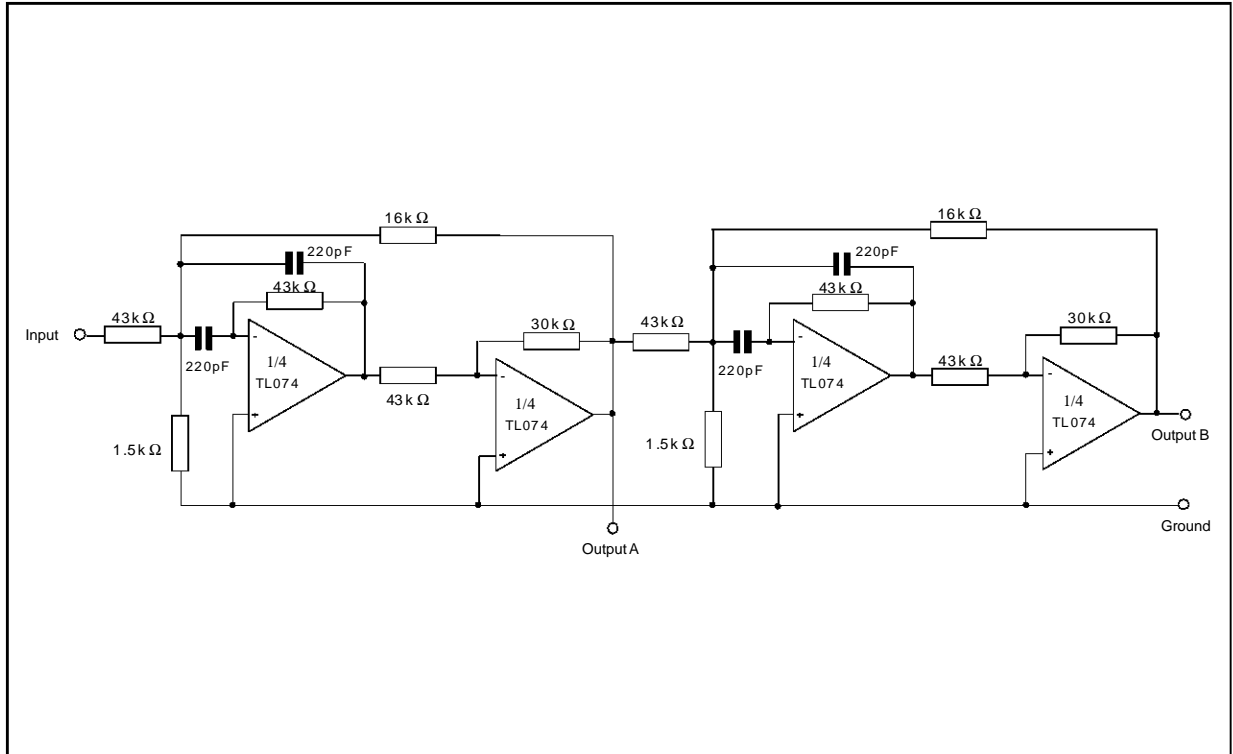 16kΩ
16kΩ
220pF
220pF
43kΩ
43kΩ
Input
43kΩ
30kΩ
43kΩ
30kΩ
-
-
-
-
220pF
1/4
TL074
220pF
1/4
TL074
43kΩ
43kΩ
1/4
TL074
1/4
TL074
+
+
+
+
Output B
1.5kΩ
1.5kΩ
Ground
Output A